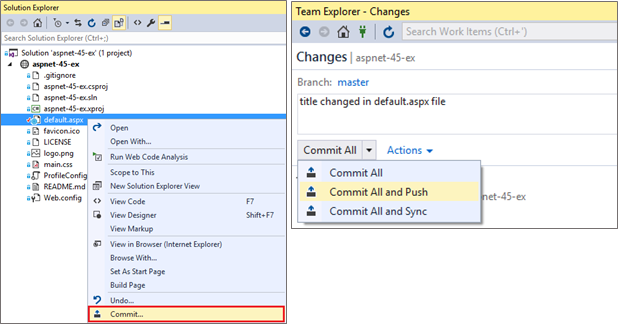 Solution Explorer
Search Solution Explorer (Ctrl+;)
Solution 'aspnet-45-ex' (1 project)
aspnet-45-ex
.gitignore
aspnet-45-ex.csproj
aspnet-45-ex.sln
aspnet-45-ex.xproj
default.aspx
favicon.ico
LICENSE
logo.png
main.css
ProfileConfig
README.md
Web.config
Open
Open With...
Run Web Code Analysis
Scope to This
New Solution Explorer View
View Code F7
View Designer Shift+F7
View Markup
View in Browser (Internet Explorer)
Browse With...
Set As Start Page
Build Page
Undo...
Commit...
Team Explorer - Changes
Search Work Items (Ctrl+')
Changes | aspnet-45-ex
Branch: master
title changed in default.aspx file
Commit All Actions
Commit All
Commit All and Push
Commit All and Sync
aspnet-45-ex